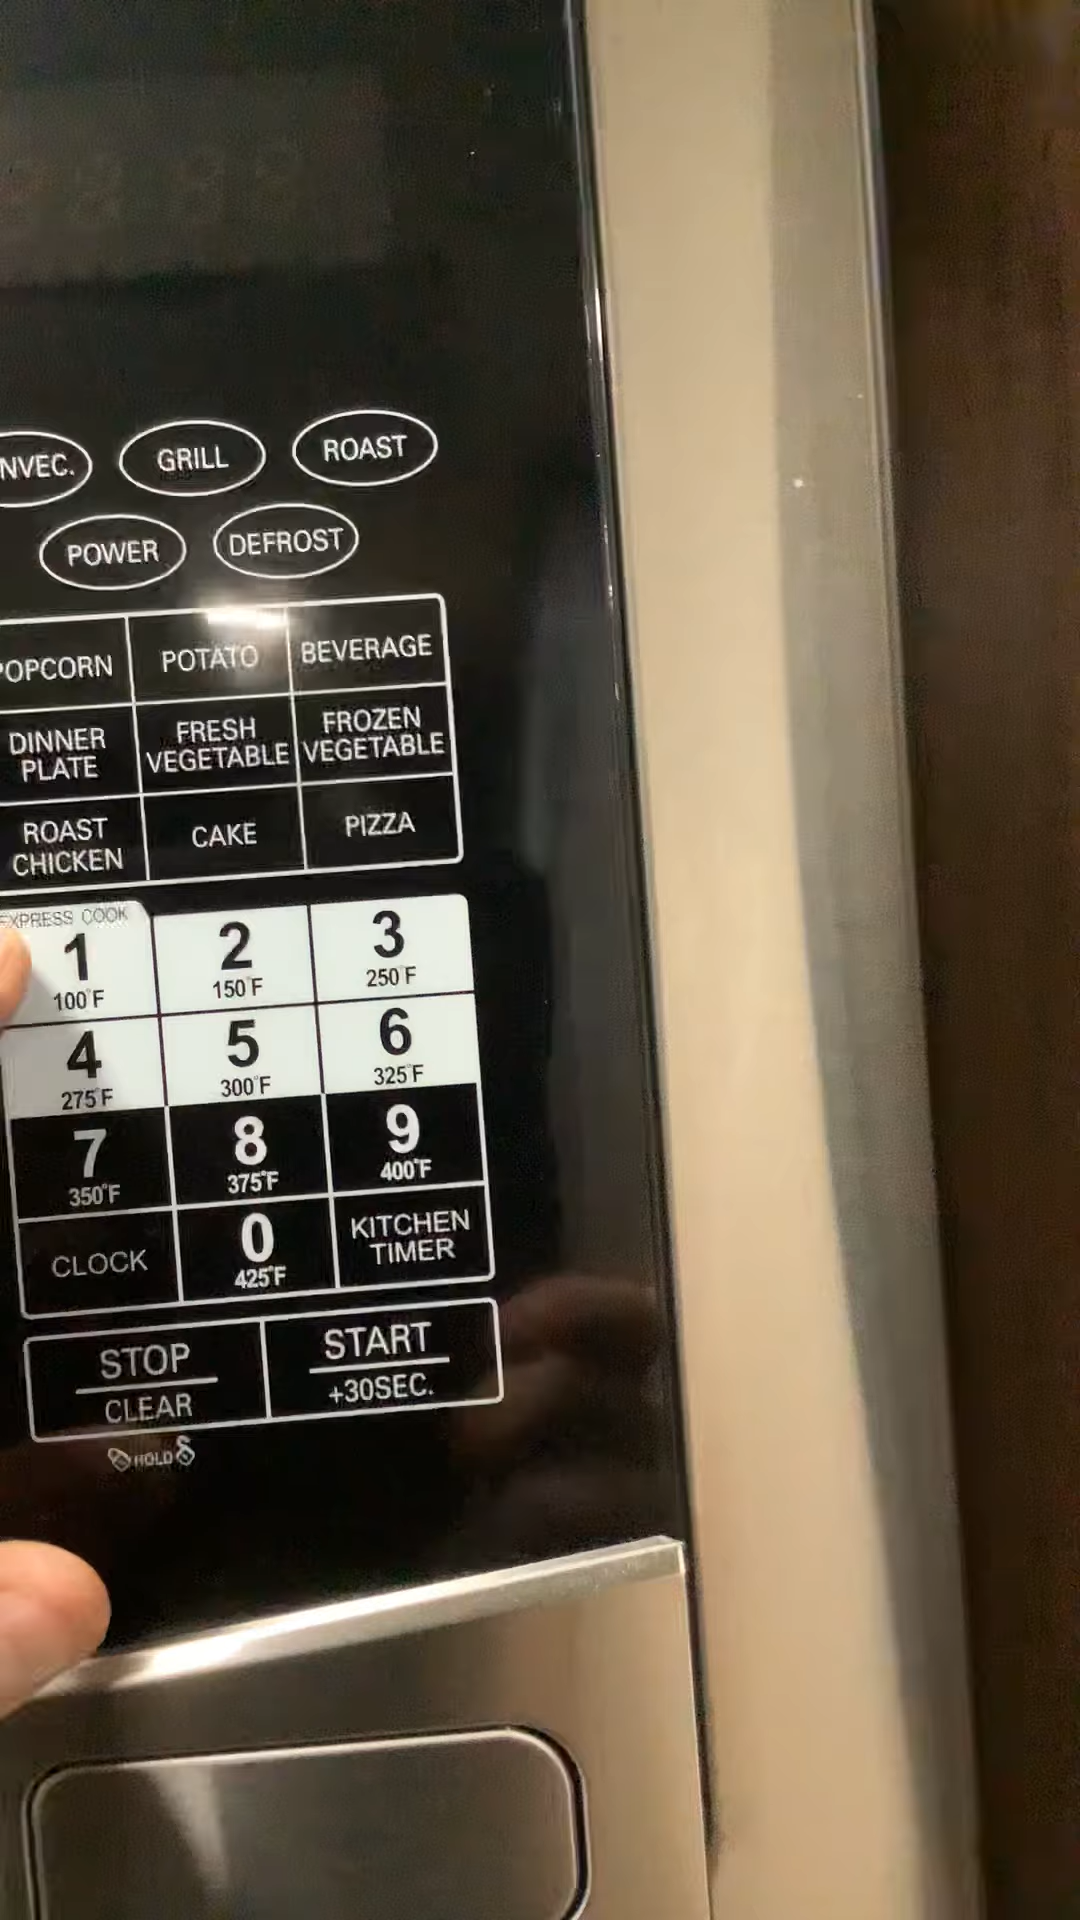 NVEC.
GRILL
ROAST
POWER
DEFROST
POPCORN
POTATO
BEVERAGE
DINNER
PLATE
FRESH
VEGETABLE
FROZEN
VEGETABLE
ROAST
CHICKEN
CAKE
PIZZA
EXPRESS COOK
1
100°F
2
150°F
3
250°F
4
275°F
5
300°F
6
325°F
7
350°F
8
375°F
9
400°F
CLOCK
0
425°F
KITCHEN
TIMER
STOP
CLEAR
START
+30SEC.
HOLD